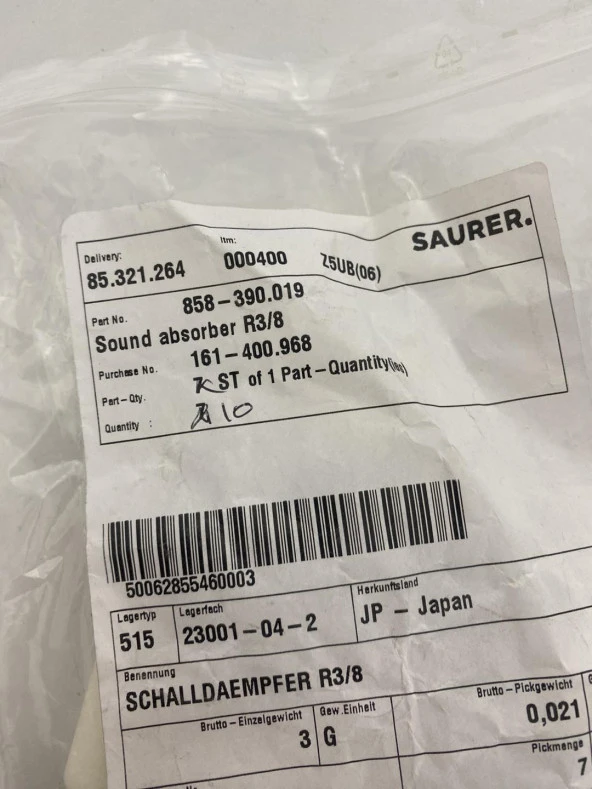 SAURER.
Delivery: Itm:
85.321.264 000400 Z5UB(06)
Part No. 858-390.019
Sound absorber R3/8
Purchase No. 161-400.968
Part-Qty. ST of 1 Part-Quantity
Quantity : 10
50062855460003
Lagertyp Lagerfach Herkunftsland
515 23001-04-2 JP - Japan
Benennung
SCHALLDAEMPFER R3/8
Brutto-Einzelgewicht Gew.Einheit Brutto-Pickgewicht
3 G 0,021
Pickmenge
7